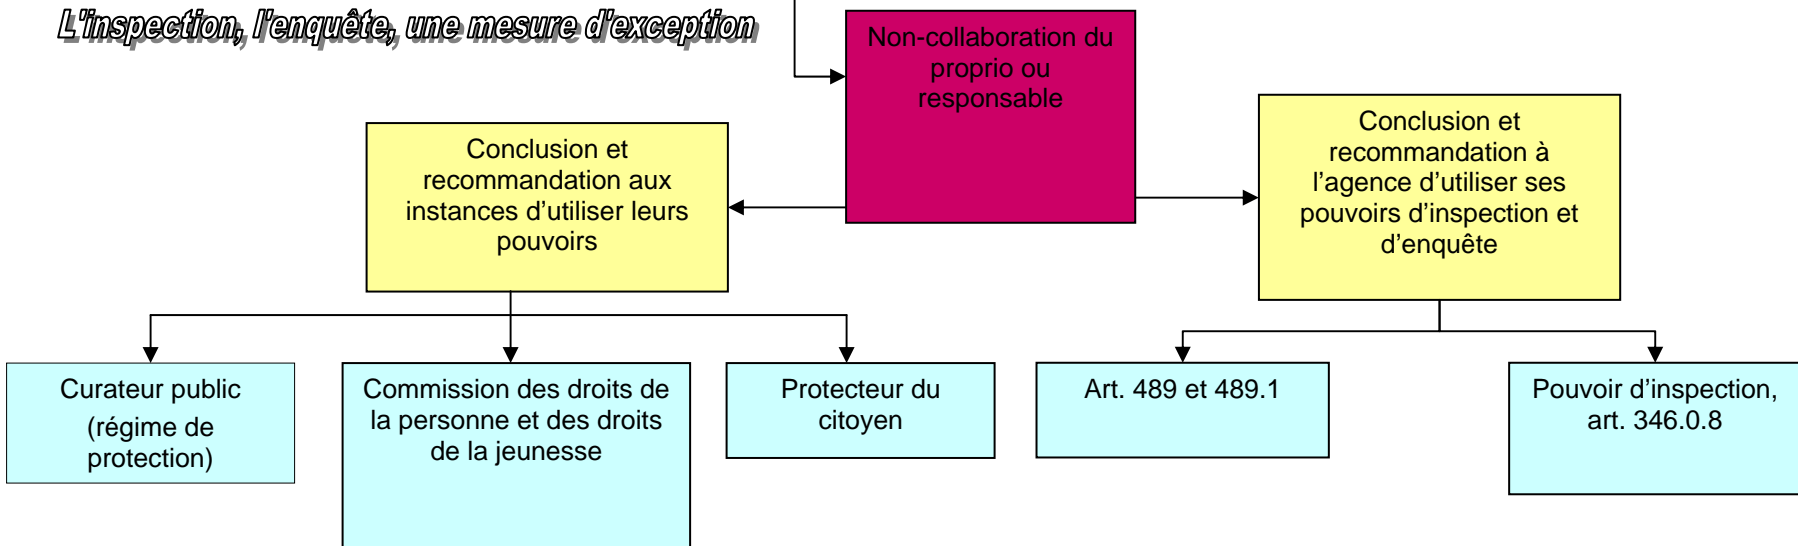 L'inspection, l'enquête, une mesure d'exception
Non-collaboration du
proprio ou
responsable
Conclusion et
recommandation aux
instances d’utiliser leurs
pouvoirs
Conclusion et
recommandation à
l’agence d’utiliser ses
pouvoirs d’inspection et
d’enquête
Curateur public
(régime de
protection)
Commission des droits de
la personne et des droits
de la jeunesse
Protecteur du
citoyen
Art. 489 et 489.1
Pouvoir d’inspection,
art. 346.0.8